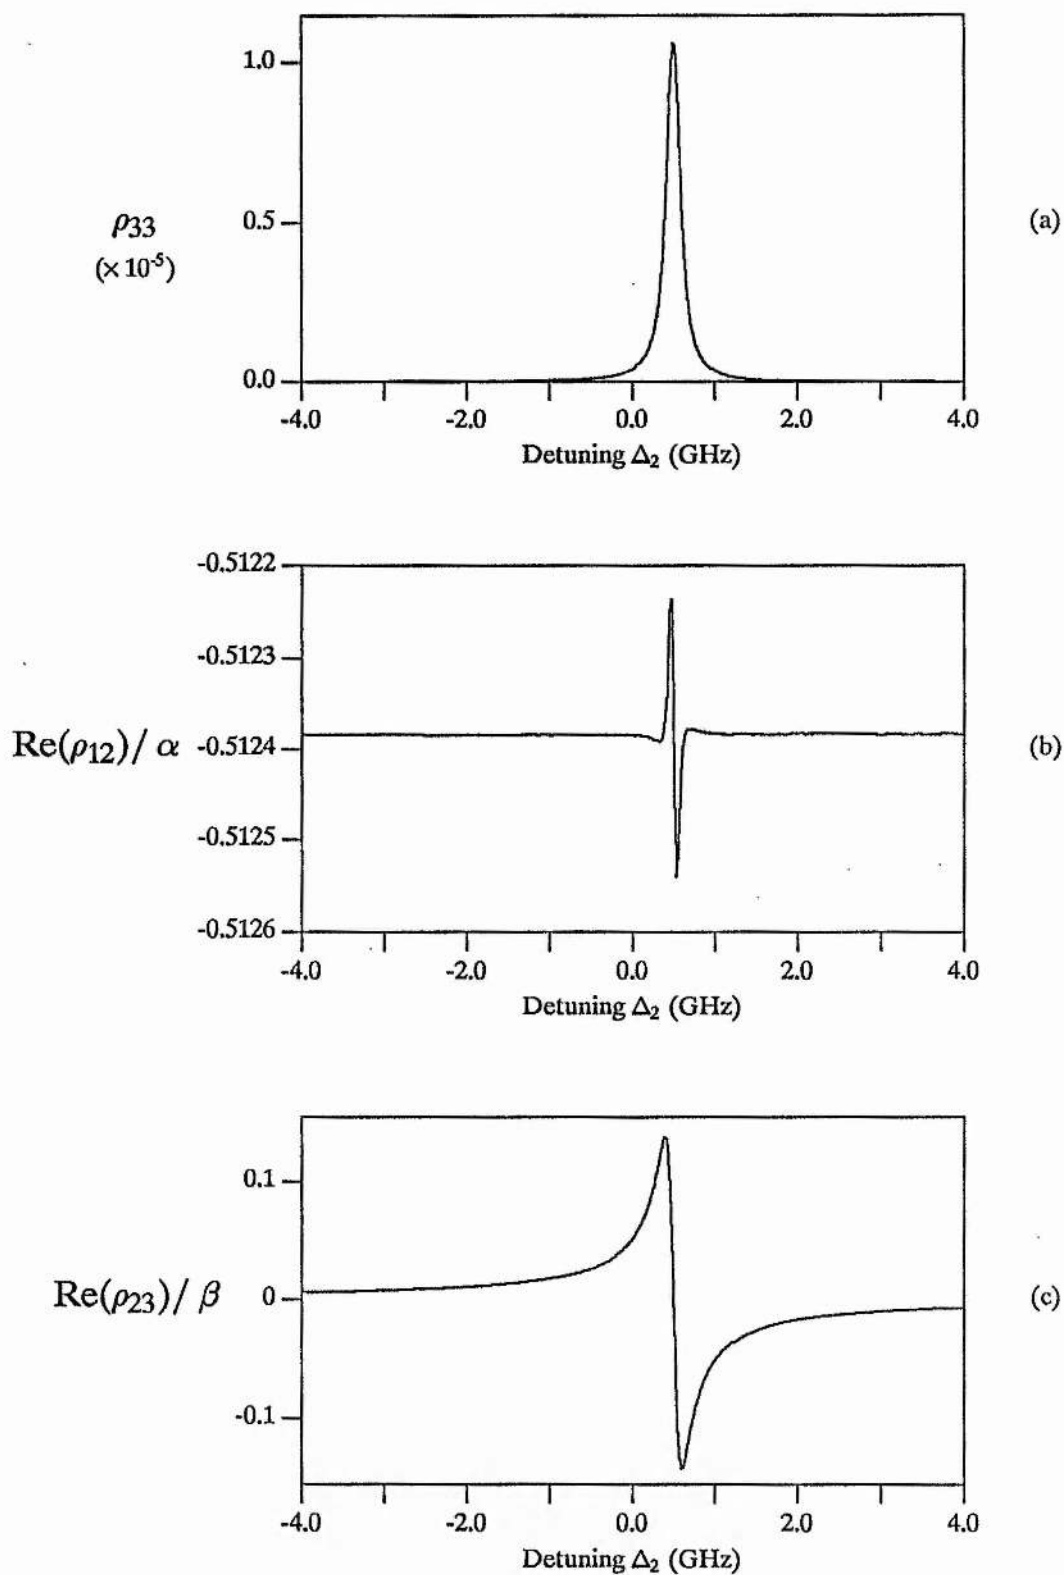 1.0
0.5
0.0
ρ33
(× 10-5)
(a)
-4.0 -2.0 0.0 2.0 4.0
Detuning Δ2 (GHz)
-0.5122
-0.5123
-0.5124
-0.5125
-0.5126
Re(ρ12)/ α
(b)
-4.0 -2.0 0.0 2.0 4.0
Detuning Δ2 (GHz)
0.1
0
-0.1
Re(ρ23)/ β
(c)
-4.0 -2.0 0.0 2.0 4.0
Detuning Δ2 (GHz)